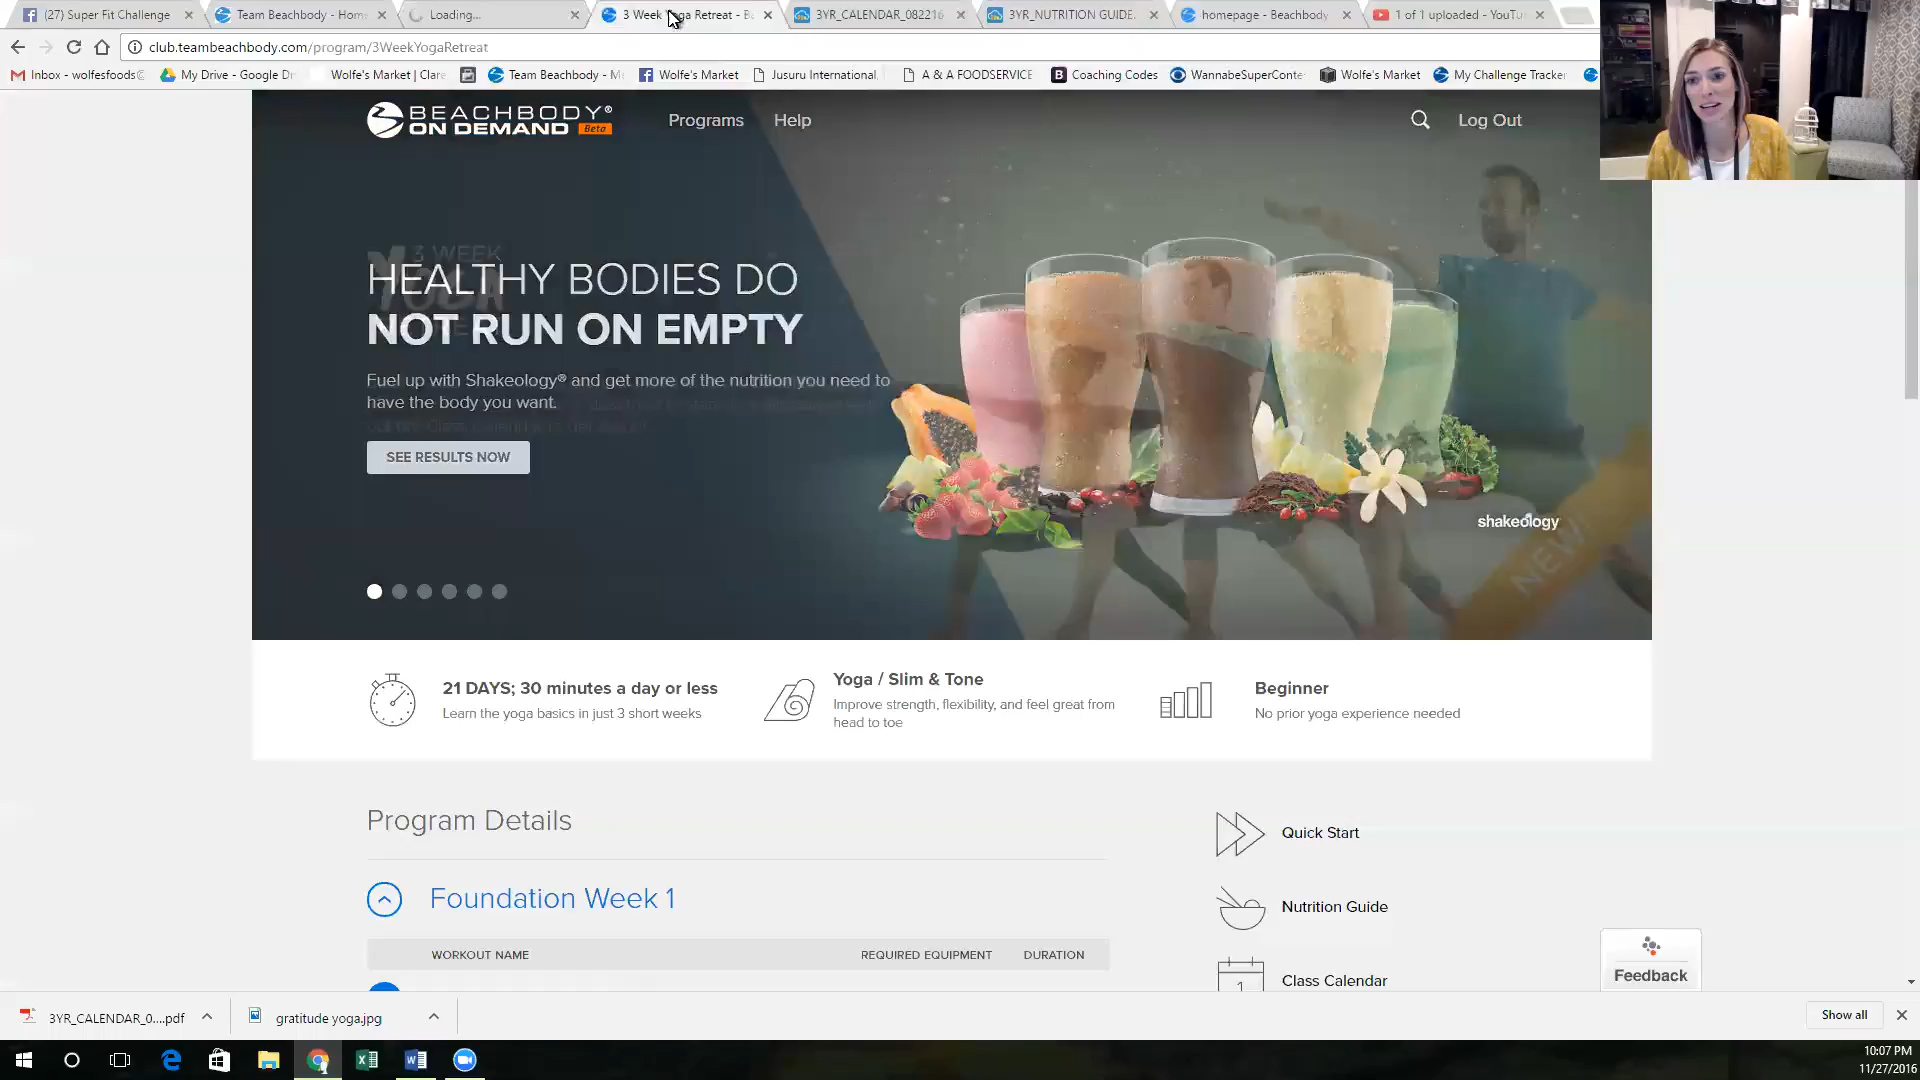 (27) Super Fit Challenge
Team Beachbody - Hom
Loading...
3 Week Yoga Retreat - B
3YR_CALENDAR_082216
3YR_NUTRITION GUIDE.
homepage - Beachbody
1 of 1 uploaded - YouTu
club.teambeachbody.com/program/3WeekYogaRetreat
Inbox - wolfesfoods
My Drive - Google Dr
Wolfe's Market | Clare
Team Beachbody - M
Wolfe's Market
Jusuru International,
A & A FOODSERVICE
Coaching Codes
WannabeSuperConte
Wolfe's Market
My Challenge Tracker
BEACHBODY®
ON DEMAND Beta
Programs
Help
Log Out
3 WEEK
YOGA
HEALTHY BODIES DO
NOT RUN ON EMPTY
Fuel up with Shakeology® and get more of the nutrition you need to
have the body you want.
SEE RESULTS NOW
shakeology
NEW
21 DAYS; 30 minutes a day or less
Learn the yoga basics in just 3 short weeks
Yoga / Slim & Tone
Improve strength, flexibility, and feel great from
head to toe
Beginner
No prior yoga experience needed
Program Details
Quick Start
Foundation Week 1
Nutrition Guide
WORKOUT NAME
REQUIRED EQUIPMENT
DURATION
Class Calendar
1
Feedback
3YR_CALENDAR_0....pdf
gratitude yoga.jpg
Show all
10:07 PM
11/27/2016